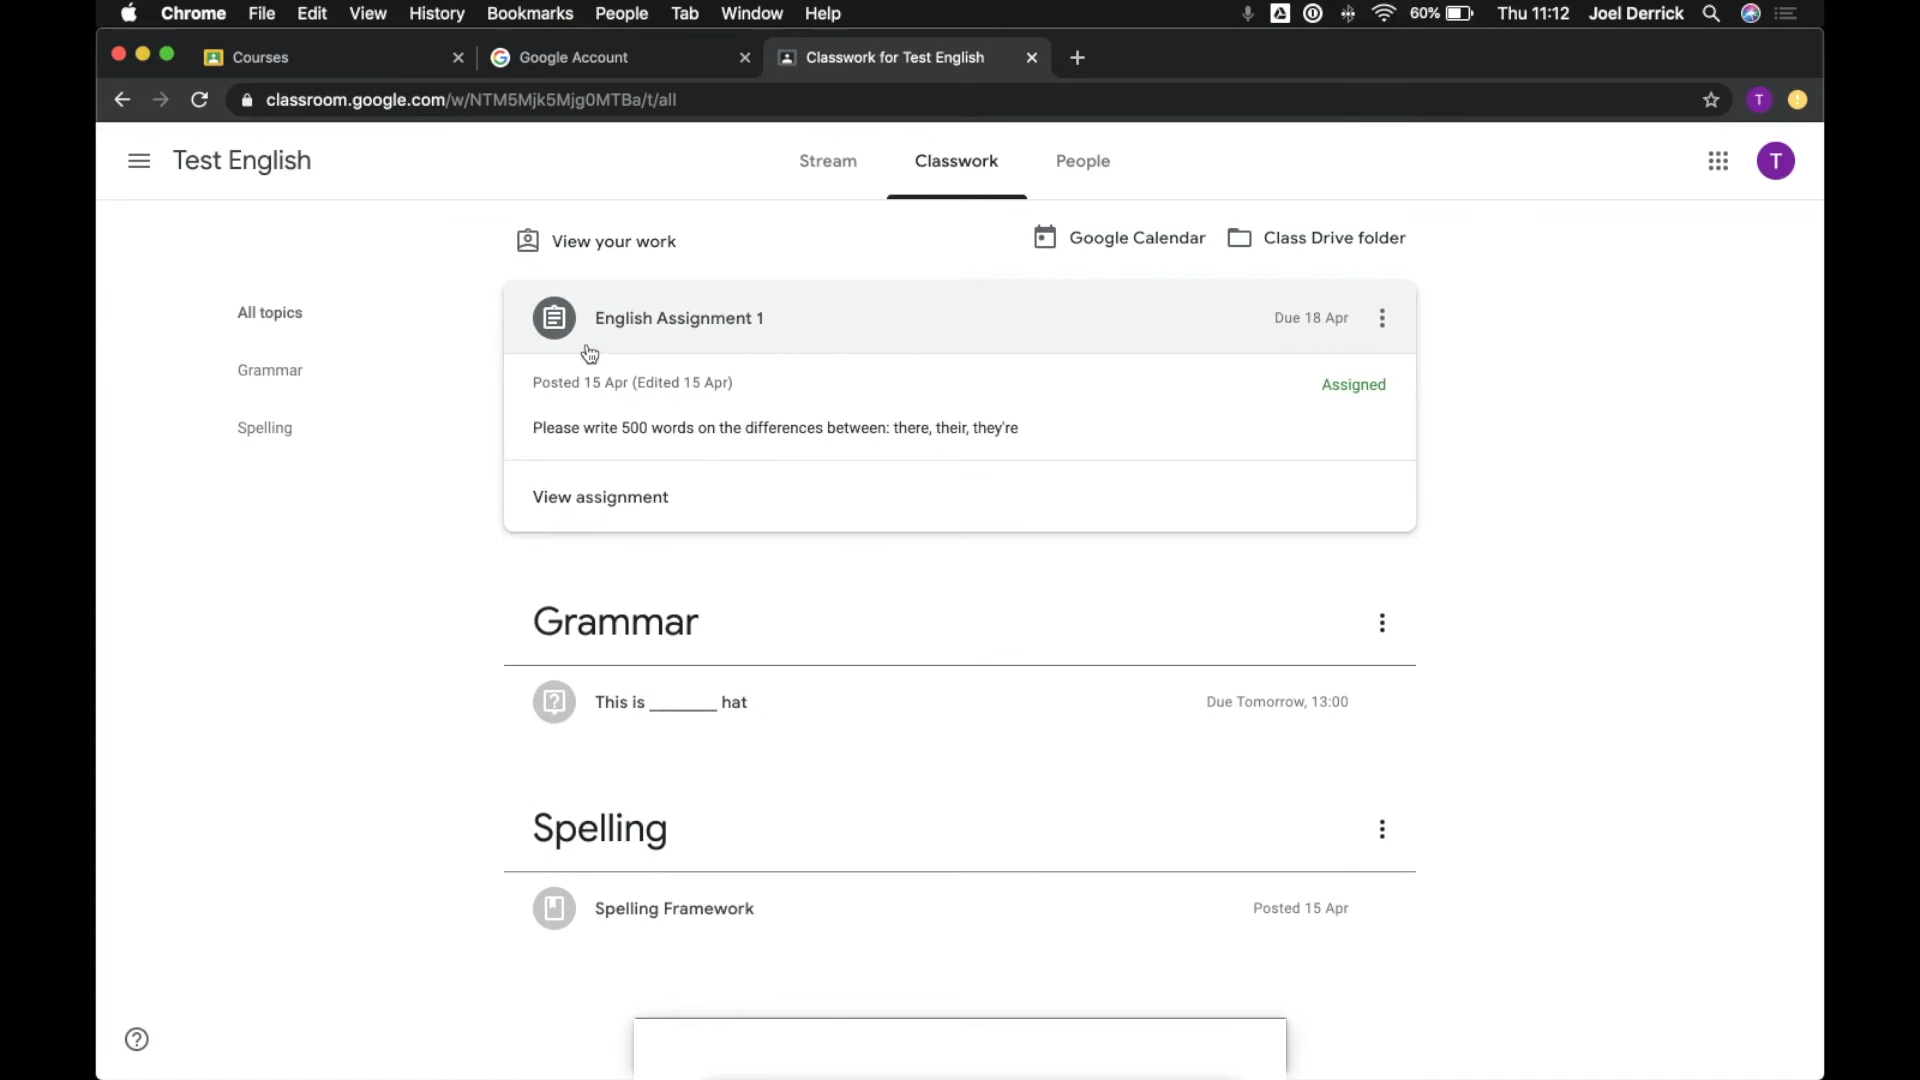 Chrome File Edit View History Bookmarks People Tab Window Help 60% Thu 11:12 Joel Derrick
Courses Google Account Classwork for Test English
classroom.google.com/w/NTM5Mjk5Mjg0MTBa/t/all T
Test English Stream Classwork People T
View your work Google Calendar Class Drive folder
All topics
Grammar
Spelling
English Assignment 1 Due 18 Apr
Posted 15 Apr (Edited 15 Apr) Assigned
Please write 500 words on the differences between: there, their, they're
View assignment
Grammar
This is ________ hat Due Tomorrow, 13:00
Spelling
Spelling Framework Posted 15 Apr